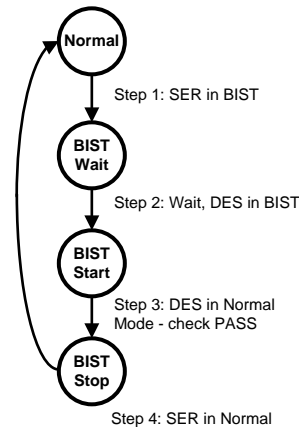 Normal
Step 1: SER in BIST
BIST
Wait
Step 2: Wait, DES in BIST
BIST
Start
Step 3: DES in Normal
Mode - check PASS
BIST
Stop
Step 4: SER in Normal